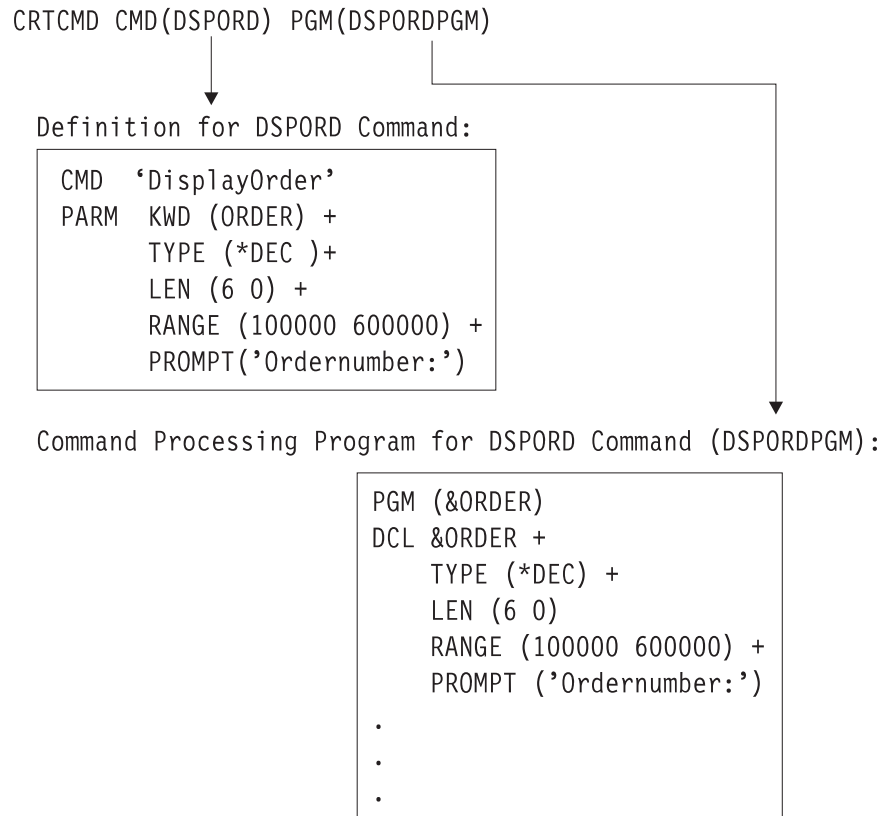 CRTCMD CMD(DSPORD) PGM(DSPORDPGM)
Definition for DSPORD Command:
CMD ‘DisplayOrder’
PARM KWD (ORDER) +
TYPE (*DEC )+
LEN (6 0) +
RANGE (100000 600000) +
PROMPT(’Ordernumber:’)
Command Processing Program for DSPORD Command (DSPORDPGM):
PGM (&ORDER)
DCL &ORDER +
TYPE (*DEC) +
LEN (6 0)
RANGE (100000 600000) +
PROMPT (’Ordernumber:’)
.
.
.